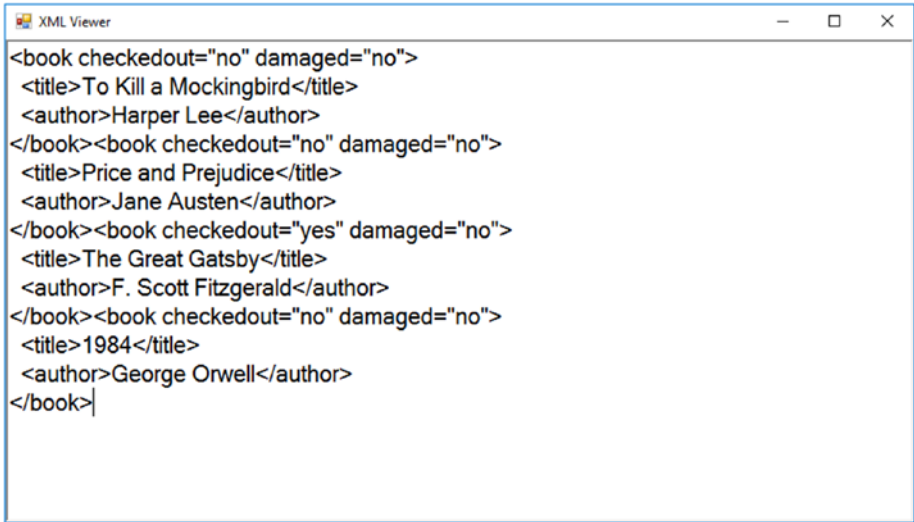 XML Viewer
<book checkedout="no" damaged="no">
  <title>To Kill a Mockingbird</title>
  <author>Harper Lee</author>
</book><book checkedout="no" damaged="no">
  <title>Price and Prejudice</title>
  <author>Jane Austen</author>
</book><book checkedout="yes" damaged="no">
  <title>The Great Gatsby</title>
  <author>F. Scott Fitzgerald</author>
</book><book checkedout="no" damaged="no">
  <title>1984</title>
  <author>George Orwell</author>
</book>